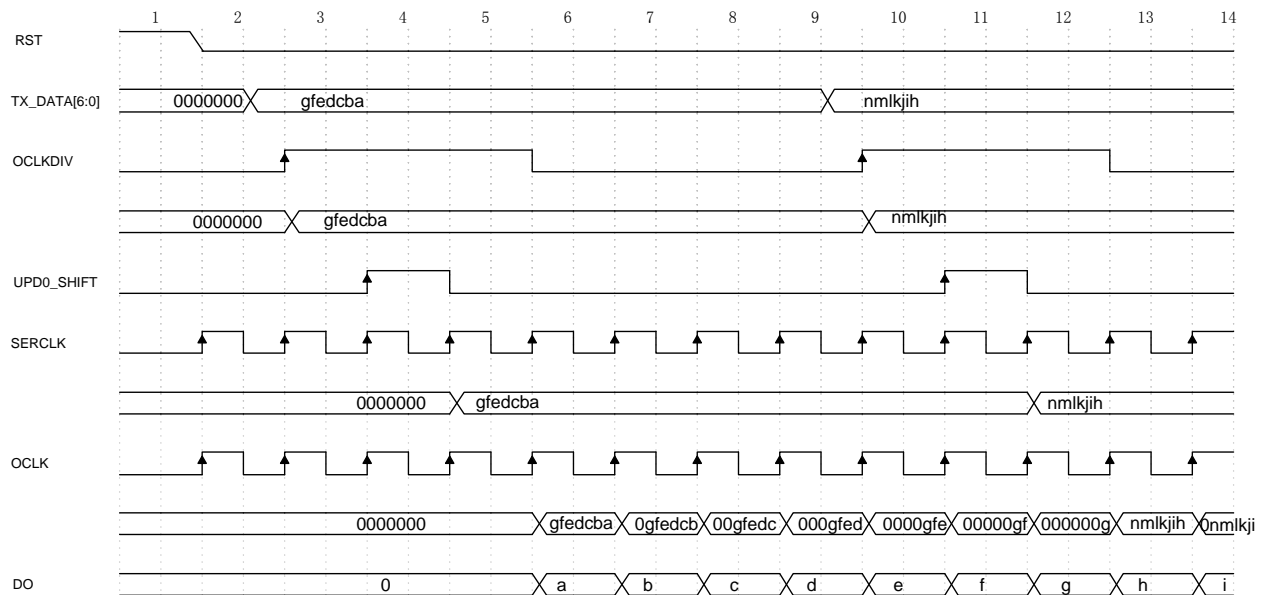 1 2 3 4 5 6 7 8 9 10 11 12 13 14
RST
TX_DATA[6:0] 0000000 gfedcba nmlkjih
OCLKDIV
0000000 gfedcba nmlkjih
UPD0_SHIFT
SERCLK
0000000 gfedcba nmlkjih
OCLK
0000000 gfedcba 0gfedcb 00gfedc 000gfed 0000gfe 00000gf 000000g nmlkjih 0nmlkji
DO 0 a b c d e f g h i